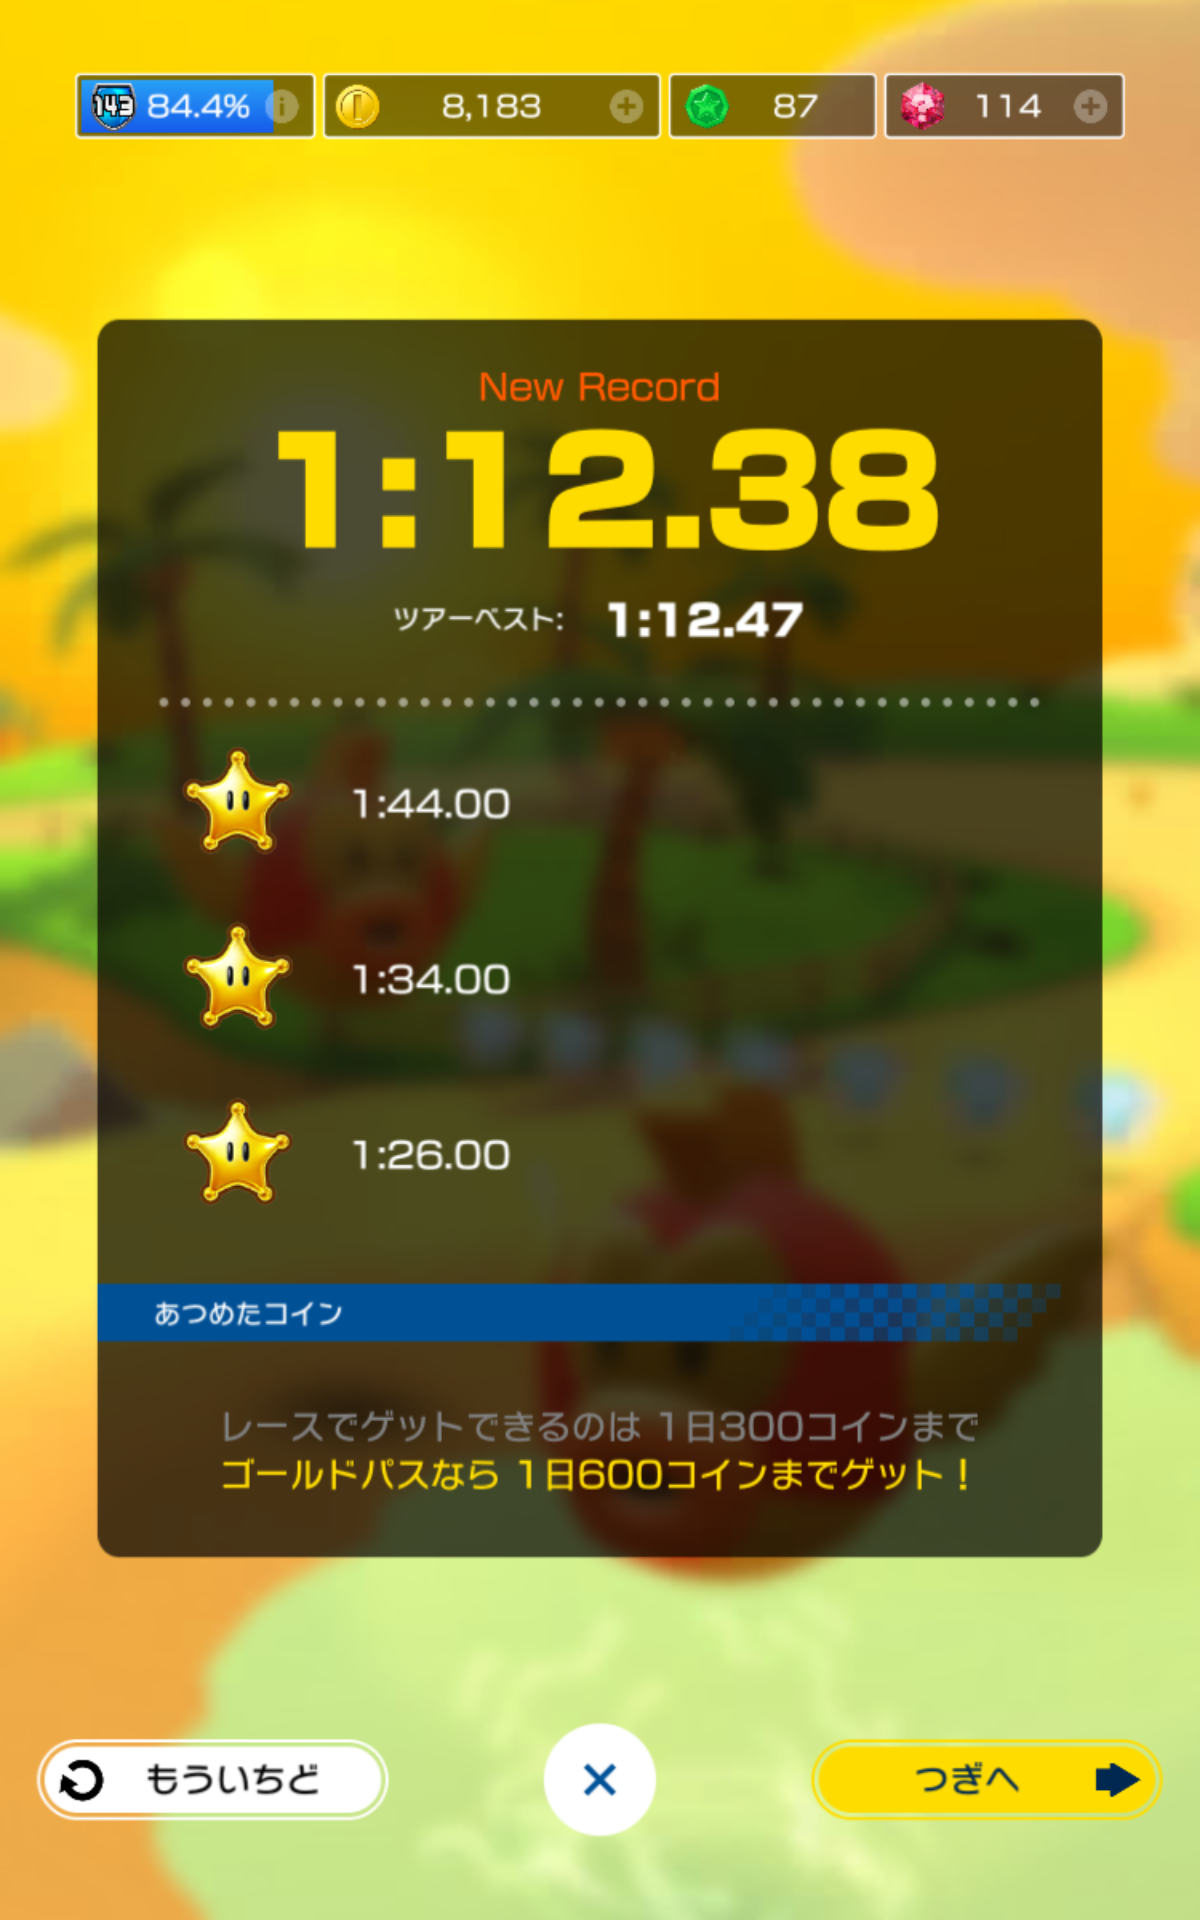 143 84.4% i 8,183 + 87 114 +
New Record
1:12.38
ツアーベスト: 1:12.47
1:44.00
1:34.00
1:26.00
あつめたコイン
レースでゲットできるのは 1日300コインまで
ゴールドパスなら 1日600コインまでゲット！
もういちど × つぎへ